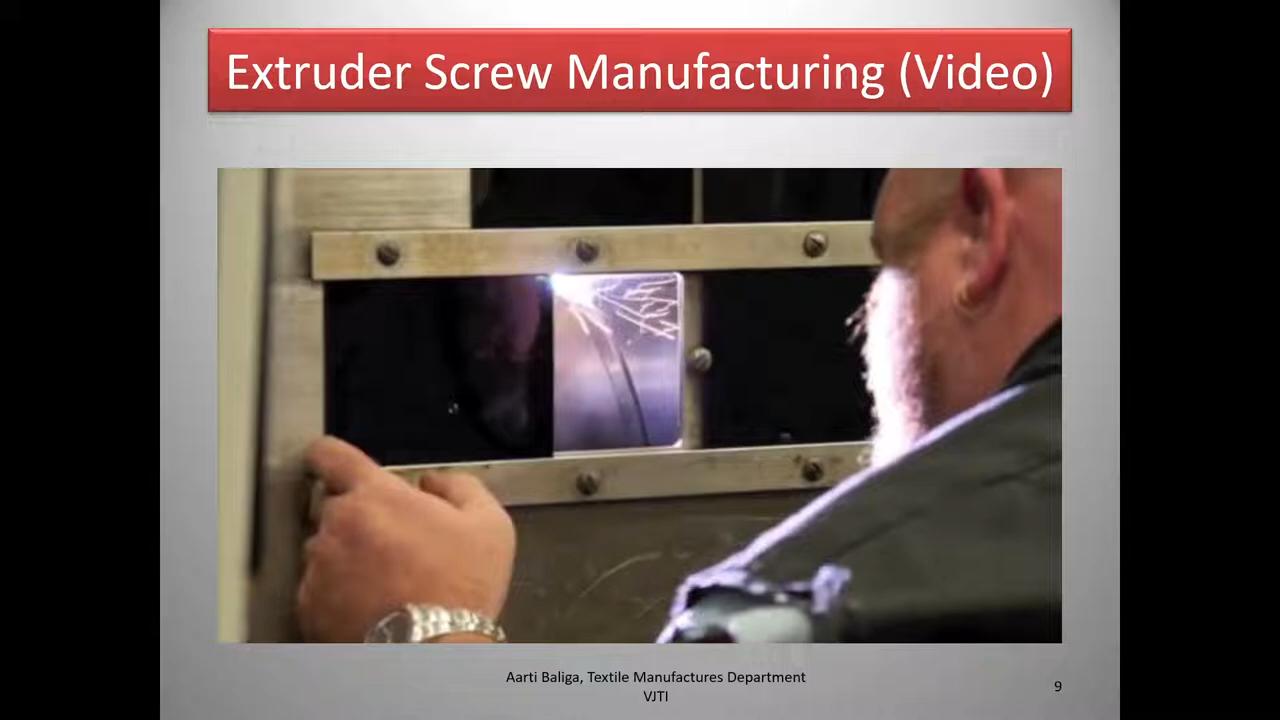 Extruder Screw Manufacturing (Video)
Aarti Baliga, Textile Manufactures Department
VJTI
9